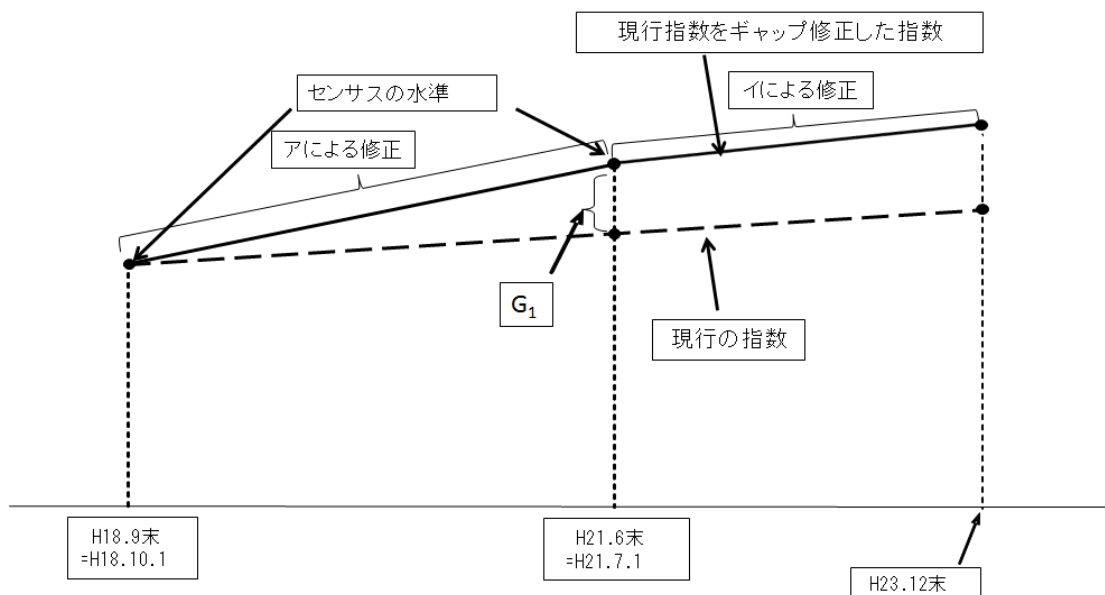 現行指数をギャップ修正した指数
センサスの水準
イによる修正
アによる修正
G1
現行の指数
H18.9末
=H18.10.1
H21.6末
=H21.7.1
H23.12末